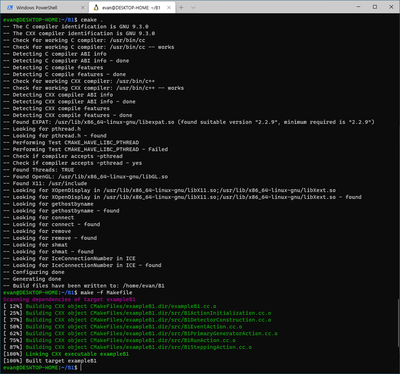 Windows PowerShell
evan@DESKTOP-HOME: ~/B1
evan@DESKTOP-HOME:~/B1$ cmake .
-- The C compiler identification is GNU 9.3.0
-- The CXX compiler identification is GNU 9.3.0
-- Check for working C compiler: /usr/bin/cc
-- Check for working C compiler: /usr/bin/cc -- works
-- Detecting C compiler ABI info
-- Detecting C compiler ABI info - done
-- Detecting C compile features
-- Detecting C compile features - done
-- Check for working CXX compiler: /usr/bin/c++
-- Check for working CXX compiler: /usr/bin/c++ -- works
-- Detecting CXX compiler ABI info
-- Detecting CXX compiler ABI info - done
-- Detecting CXX compile features
-- Detecting CXX compile features - done
-- Found EXPAT: /usr/lib/x86_64-linux-gnu/libexpat.so (found suitable version "2.2.9", minimum required is "2.2.9")
-- Looking for pthread.h
-- Looking for pthread.h - found
-- Performing Test CMAKE_HAVE_LIBC_PTHREAD
-- Performing Test CMAKE_HAVE_LIBC_PTHREAD - Failed
-- Check if compiler accepts -pthread
-- Check if compiler accepts -pthread - yes
-- Found Threads: TRUE
-- Found OpenGL: /usr/lib/x86_64-linux-gnu/libGL.so
-- Found X11: /usr/include
-- Looking for XOpenDisplay in /usr/lib/x86_64-linux-gnu/libX11.so;/usr/lib/x86_64-linux-gnu/libXext.so
-- Looking for XOpenDisplay in /usr/lib/x86_64-linux-gnu/libX11.so;/usr/lib/x86_64-linux-gnu/libXext.so - found
-- Looking for gethostbyname
-- Looking for gethostbyname - found
-- Looking for connect
-- Looking for connect - found
-- Looking for remove
-- Looking for remove - found
-- Looking for shmat
-- Looking for shmat - found
-- Looking for IceConnectionNumber in ICE
-- Looking for IceConnectionNumber in ICE - found
-- Configuring done
-- Generating done
-- Build files have been written to: /home/evan/B1
evan@DESKTOP-HOME:~/B1$ make -f Makefile
Scanning dependencies of target exampleB1
[ 12%] Building CXX object CMakeFiles/exampleB1.dir/exampleB1.cc.o
[ 25%] Building CXX object CMakeFiles/exampleB1.dir/src/B1ActionInitialization.cc.o
[ 37%] Building CXX object CMakeFiles/exampleB1.dir/src/B1DetectorConstruction.cc.o
[ 50%] Building CXX object CMakeFiles/exampleB1.dir/src/B1EventAction.cc.o
[ 62%] Building CXX object CMakeFiles/exampleB1.dir/src/B1PrimaryGeneratorAction.cc.o
[ 75%] Building CXX object CMakeFiles/exampleB1.dir/src/B1RunAction.cc.o
[ 87%] Building CXX object CMakeFiles/exampleB1.dir/src/B1SteppingAction.cc.o
[100%] Linking CXX executable exampleB1
[100%] Built target exampleB1
evan@DESKTOP-HOME:~/B1$